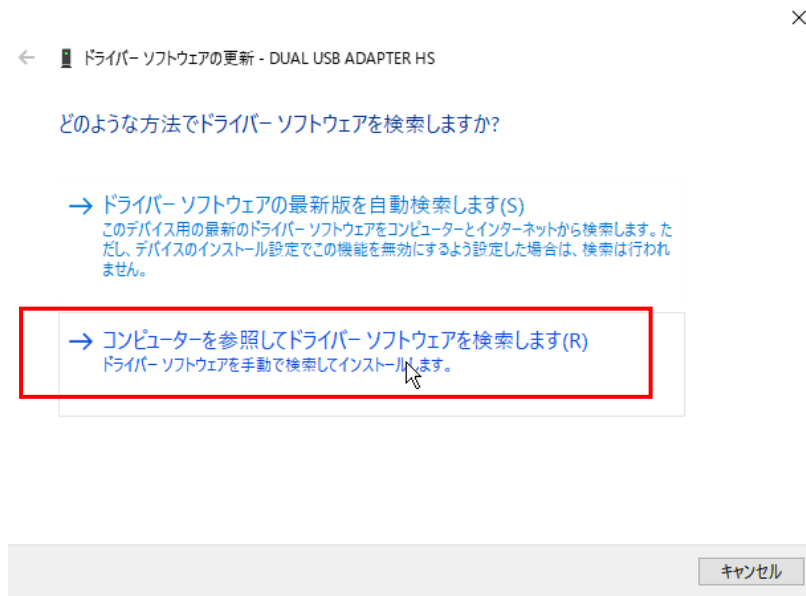 ドライバー ソフトウェアの更新 - DUAL USB ADAPTER HS
どのような方法でドライバー ソフトウェアを検索しますか?
→ ドライバー ソフトウェアの最新版を自動検索します(S)
このデバイス用の最新のドライバー ソフトウェアをコンピューターとインターネットから検索します。た
だし、デバイスのインストール設定でこの機能を無効にするよう設定した場合は、検索は行われ
ません。
→ コンピューターを参照してドライバー ソフトウェアを検索します(R)
ドライバー ソフトウェアを手動で検索してインストールします。
キャンセル